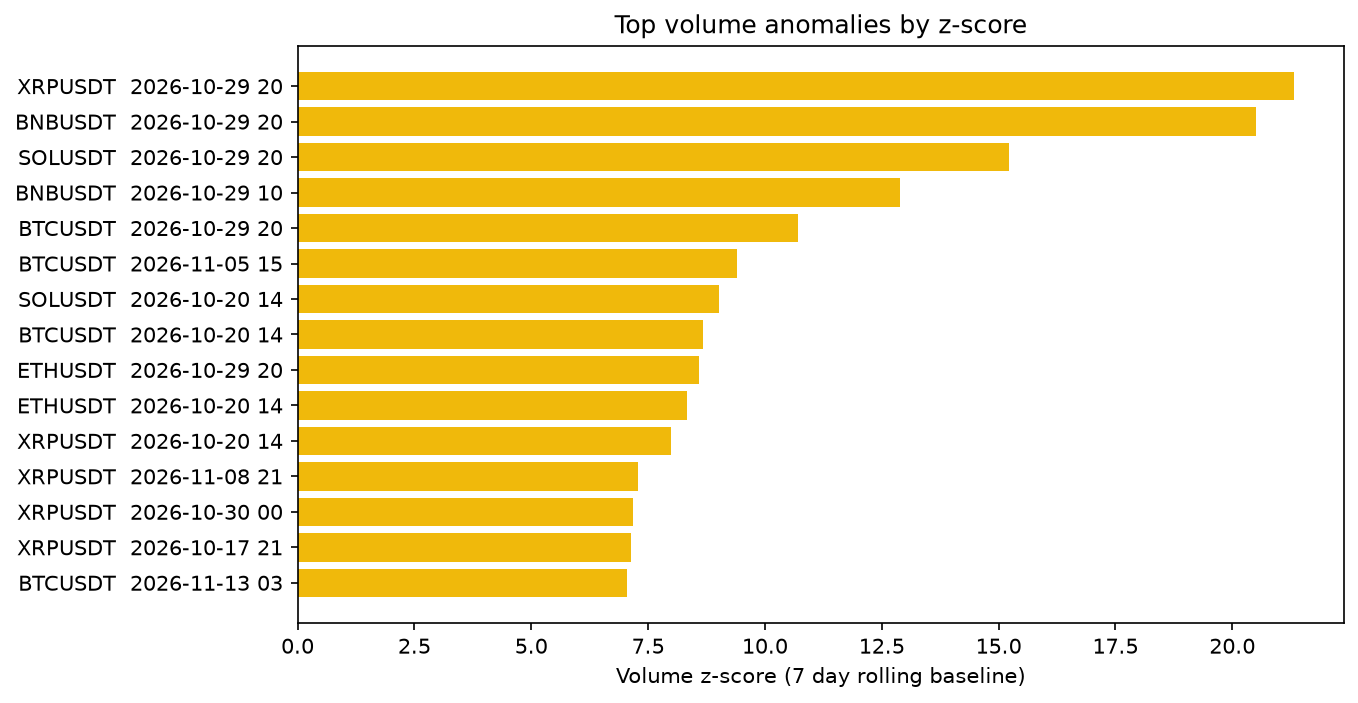 Top volume anomalies by z-score
XRPUSDT  2026-10-29 20
BNBUSDT  2026-10-29 20
SOLUSDT  2026-10-29 20
BNBUSDT  2026-10-29 10
BTCUSDT  2026-10-29 20
BTCUSDT  2026-11-05 15
SOLUSDT  2026-10-20 14
BTCUSDT  2026-10-20 14
ETHUSDT  2026-10-29 20
ETHUSDT  2026-10-20 14
XRPUSDT  2026-10-20 14
XRPUSDT  2026-11-08 21
XRPUSDT  2026-10-30 00
XRPUSDT  2026-10-17 21
BTCUSDT  2026-11-13 03
0.0 2.5 5.0 7.5 10.0 12.5 15.0 17.5 20.0
Volume z-score (7 day rolling baseline)